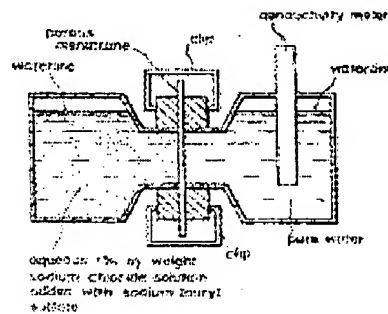 porous
membrane
clip
conductivity meter
waterline
waterline
clip
pure water
aqueous 1% by weight
sodium chloride solution
added with sodium lauryl
sulfate